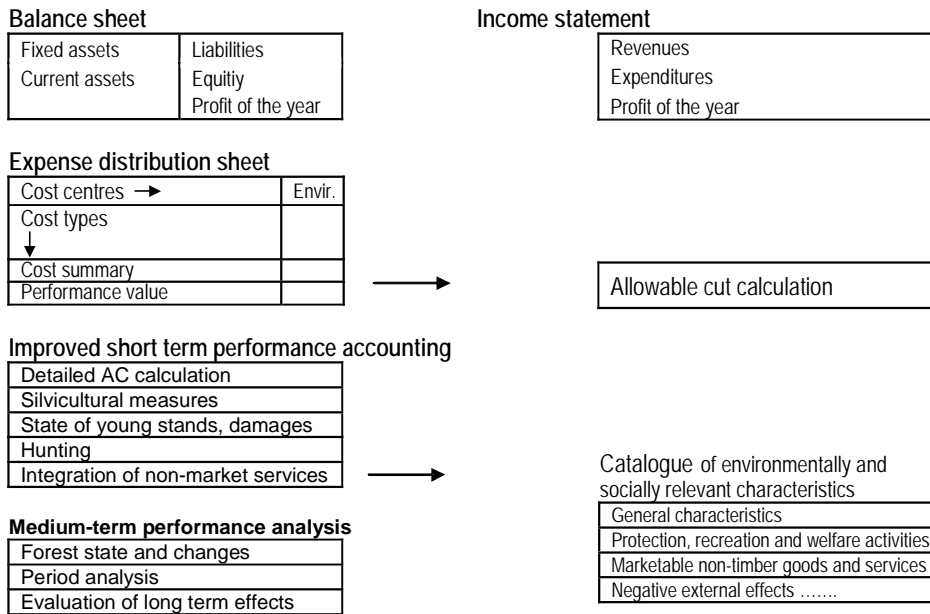 Balance sheet
Fixed assets Liabilities
Current assets Equitiy
Profit of the year
Income statement
Revenues
Expenditures
Profit of the year
Expense distribution sheet
Cost centres Envir.
Cost types
Cost summary
Performance value
Allowable cut calculation
Improved short term performance accounting
Detailed AC calculation
Silvicultural measures
State of young stands, damages
Hunting
Integration of non-market services
Catalogue of environmentally and
socially relevant characteristics
General characteristics
Protection, recreation and welfare activities
Marketable non-timber goods and services
Negative external effects .......
Medium-term performance analysis
Forest state and changes
Period analysis
Evaluation of long term effects